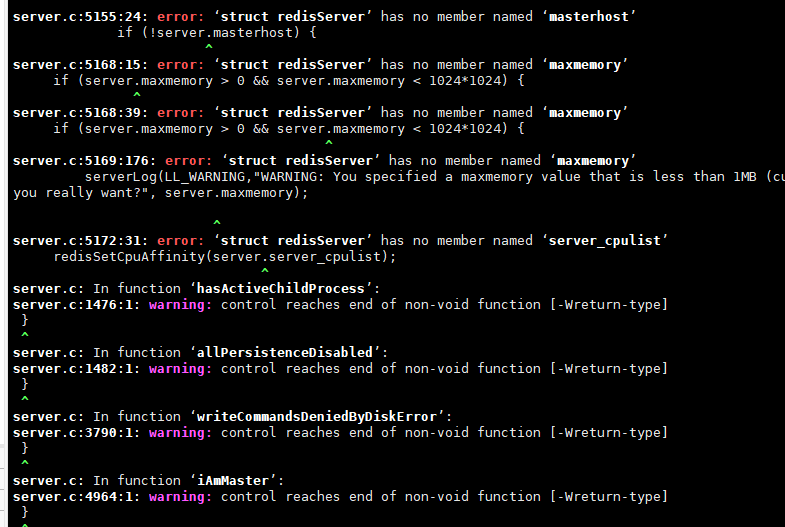 server.c:5155:24: error: ‘struct redisServer’ has no member named ‘masterhost’
if (!server.masterhost) {
^
server.c:5168:15: error: ‘struct redisServer’ has no member named ‘maxmemory’
if (server.maxmemory > 0 && server.maxmemory < 1024*1024) {
^
server.c:5168:39: error: ‘struct redisServer’ has no member named ‘maxmemory’
if (server.maxmemory > 0 && server.maxmemory < 1024*1024) {
^
server.c:5169:176: error: ‘struct redisServer’ has no member named ‘maxmemory’
serverLog(LL_WARNING,"WARNING: You specified a maxmemory value that is less than 1MB (cu
you really want?", server.maxmemory);
^
server.c:5172:31: error: ‘struct redisServer’ has no member named ‘server_cpulist’
redisSetCpuAffinity(server.server_cpulist);
^
server.c: In function ‘hasActiveChildProcess’:
server.c:1476:1: warning: control reaches end of non-void function [-Wreturn-type]
}
^
server.c: In function ‘allPersistenceDisabled’:
server.c:1482:1: warning: control reaches end of non-void function [-Wreturn-type]
}
^
server.c: In function ‘writeCommandsDeniedByDiskError’:
server.c:3790:1: warning: control reaches end of non-void function [-Wreturn-type]
}
^
server.c: In function ‘iAmMaster’:
server.c:4964:1: warning: control reaches end of non-void function [-Wreturn-type]
}
^